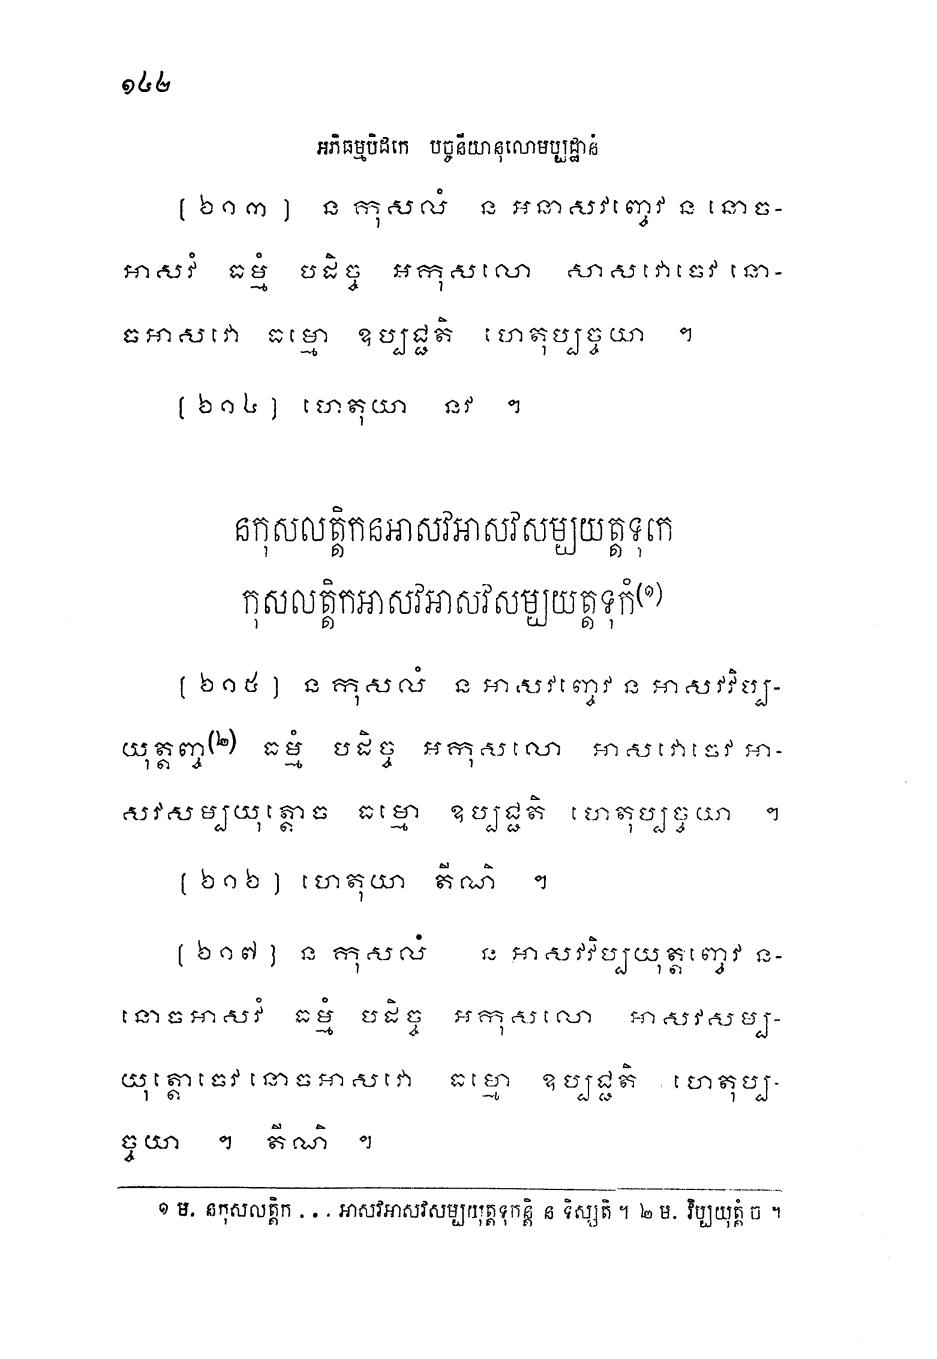 ១៤២
អភិធម្មបិដកេ បច្ចនីយានុលោមប្បដ្ឋានំ
[៦១៣] ន កុសលំ ន អនាសវញ្ចេវ ន នោច-
អាសវំ ធម្មំ បដិច្ច អកុសលោ សាសវោចេវ នោ-
ចអាសវោ ធម្មោ ឧប្បជ្ជតិ ហេតុប្បច្ចយា ។
[៦១៤] ហេតុយា នវ ។
នកុសលត្តិកនអាសវអាសវសម្បយត្តទុកេ
កុសលត្តិកអាសវអាសវសម្បយត្តទុកំ(១)
[៦១៥] ន កុសលំ ន អាសវញ្ចេវ ន អាសវវិប្ប-
យុត្តញ្ច(២) ធម្មំ បដិច្ច អកុសលោ អាសវោចេវ អា-
សវសម្បយុត្តោច ធម្មោ ឧប្បជ្ជតិ ហេតុប្បច្ចយា ។
[៦១៦] ហេតុយា តីណិ ។
[៦១៧] ន កុសលំ ន អាសវវិប្បយុត្តញ្ចេវ ន-
នោចអាសវំ ធម្មំ បដិច្ច អកុសលោ អាសវសម្ប-
យុត្តោចេវ នោចអាសវោ ធម្មោ ឧប្បជ្ជតិ ហេតុប្ប-
ច្ចយា ។ តីណិ ។
១ ម. នកុសលត្តិក . . . អាសវអាសវសម្បយុត្តទុកន្តិ ន ទិស្សតិ ។ ២ ម. វិប្បយុត្តំ ច ។